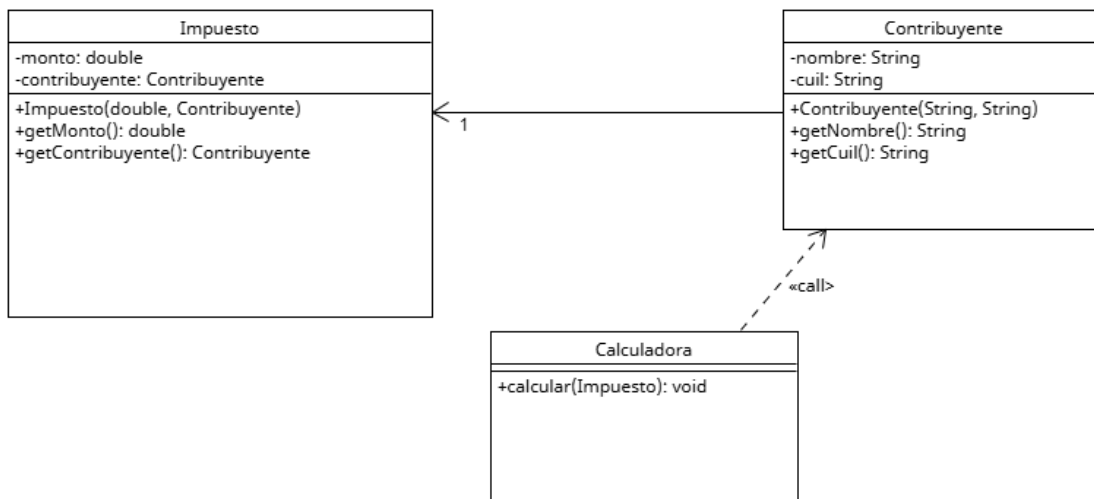 Impuesto
-monto: double
-contribuyente: Contribuyente
+Impuesto(double, Contribuyente)
+getMonto(): double
+getContribuyente(): Contribuyente
1
Contribuyente
-nombre: String
-cuil: String
+Contribuyente(String, String)
+getNombre(): String
+getCuil(): String
«call>
Calculadora
+calcular(Impuesto): void